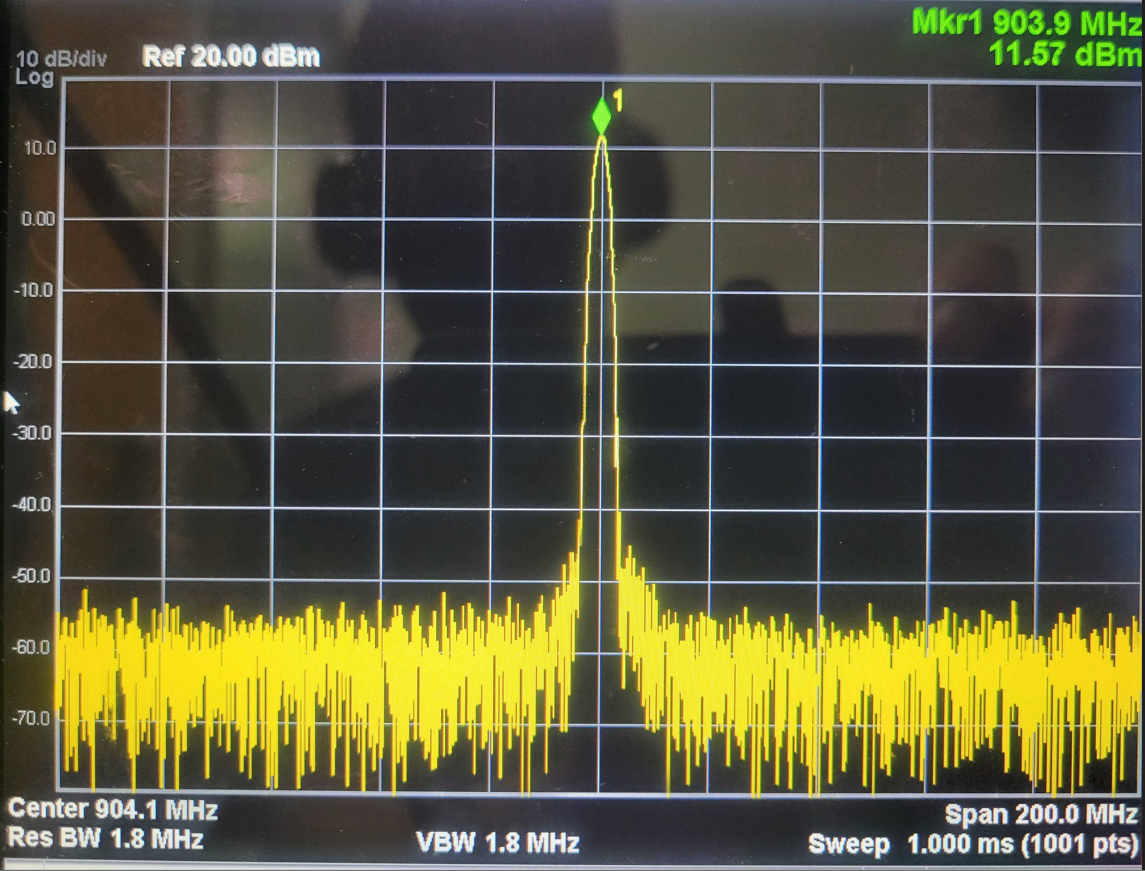 Mkr1 903.9 MHz
10 dB/div Ref 20.00 dBm 11.57 dBm
Log
1
10.0
0.00
-10.0
-20.0
-30.0
-40.0
-50.0
-60.0
-70.0
Center 904.1 MHz Span 200.0 MHz
Res BW 1.8 MHz VBW 1.8 MHz Sweep 1.000 ms (1001 pts)